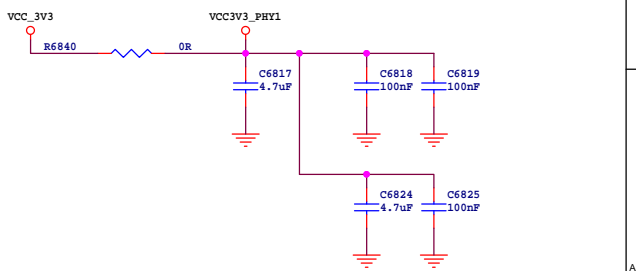 VCC_3V3
VCC3V3_PHY1
R6840
0R
C6817
4.7uF
C6818
100nF
C6819
100nF
C6824
4.7uF
C6825
100nF
A